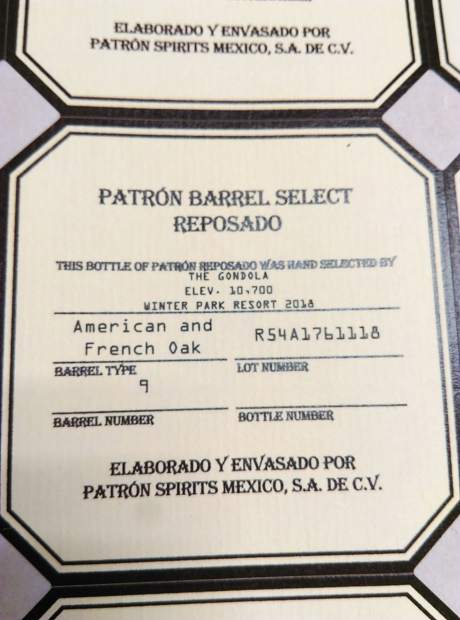 ELABORADO Y ENVASADO POR
PATRÓN SPIRITS MEXICO, S.A. DE C.V.
PATRÓN BARREL SELECT
REPOSADO
THIS BOTTLE OF PATRÓN REPOSADO WAS HAND SELECTED BY
THE GONDOLA
ELEV. 10,700
WINTER PARK RESORT 2018
American and
French Oak
R54A1761118
BARREL TYPE
LOT NUMBER
9
BARREL NUMBER
BOTTLE NUMBER
ELABORADO Y ENVASADO POR
PATRÓN SPIRITS MEXICO, S.A. DE C.V.